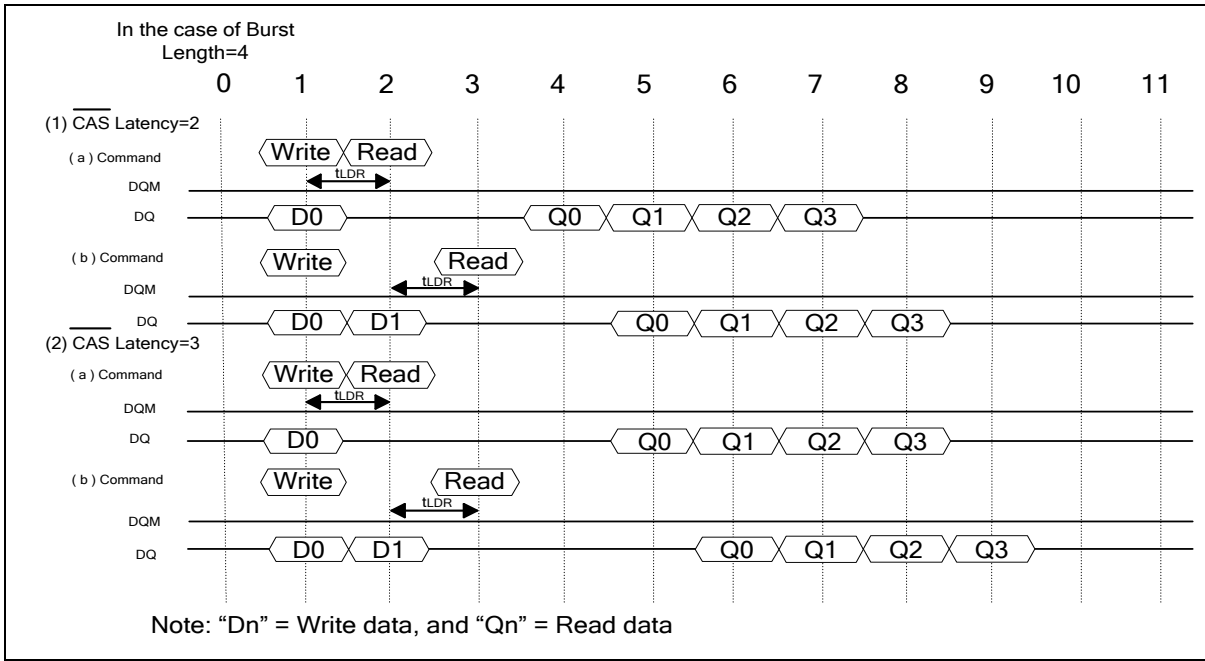 In the case of Burst
Length=4
0 1 2 3 4 5 6 7 8 9 10 11
(1) CAS Latency=2
( a ) Command Write Read
tLDR
DQM
DQ D0 Q0 Q1 Q2 Q3
( b ) Command Write Read
tLDR
DQM
DQ D0 D1 Q0 Q1 Q2 Q3
(2) CAS Latency=3
( a ) Command Write Read
tLDR
DQM
DQ D0 Q0 Q1 Q2 Q3
( b ) Command Write Read
tLDR
DQM
DQ D0 D1 Q0 Q1 Q2 Q3
Note: “Dn” = Write data, and “Qn” = Read data